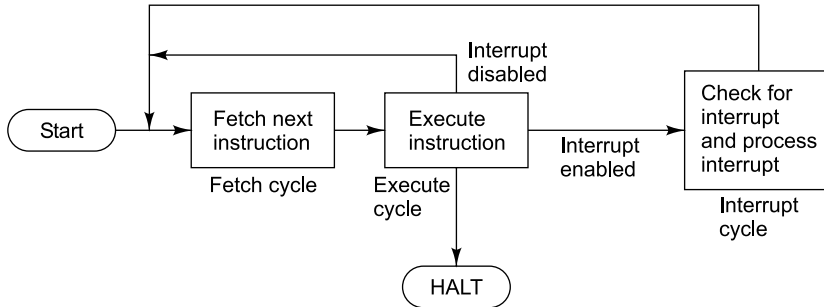 Interrupt
disabled
Start
Fetch next
instruction
Fetch cycle
Execute
instruction
Execute
cycle
Interrupt
enabled
Check for
interrupt
and process
interrupt
Interrupt
cycle
HALT